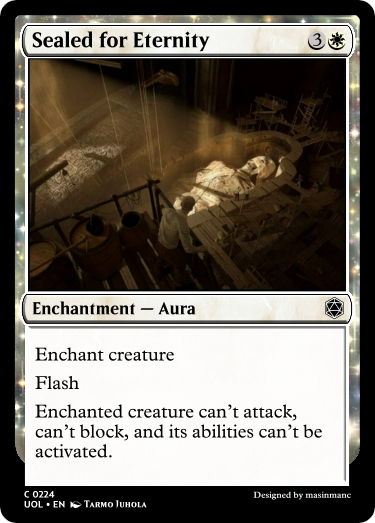 Sealed for Eternity 3
Enchantment — Aura
Enchant creature
Flash
Enchanted creature can't attack,
can't block, and its abilities can't be
activated.
C 0224
UOL • EN Tarmo Juhola
Designed by masinmanc